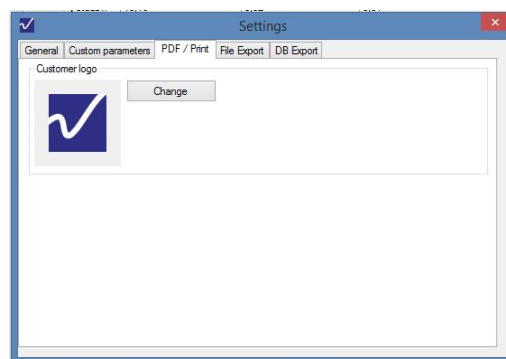 Settings
General Custom parameters PDF / Print File Export DB Export
Customer logo
Change